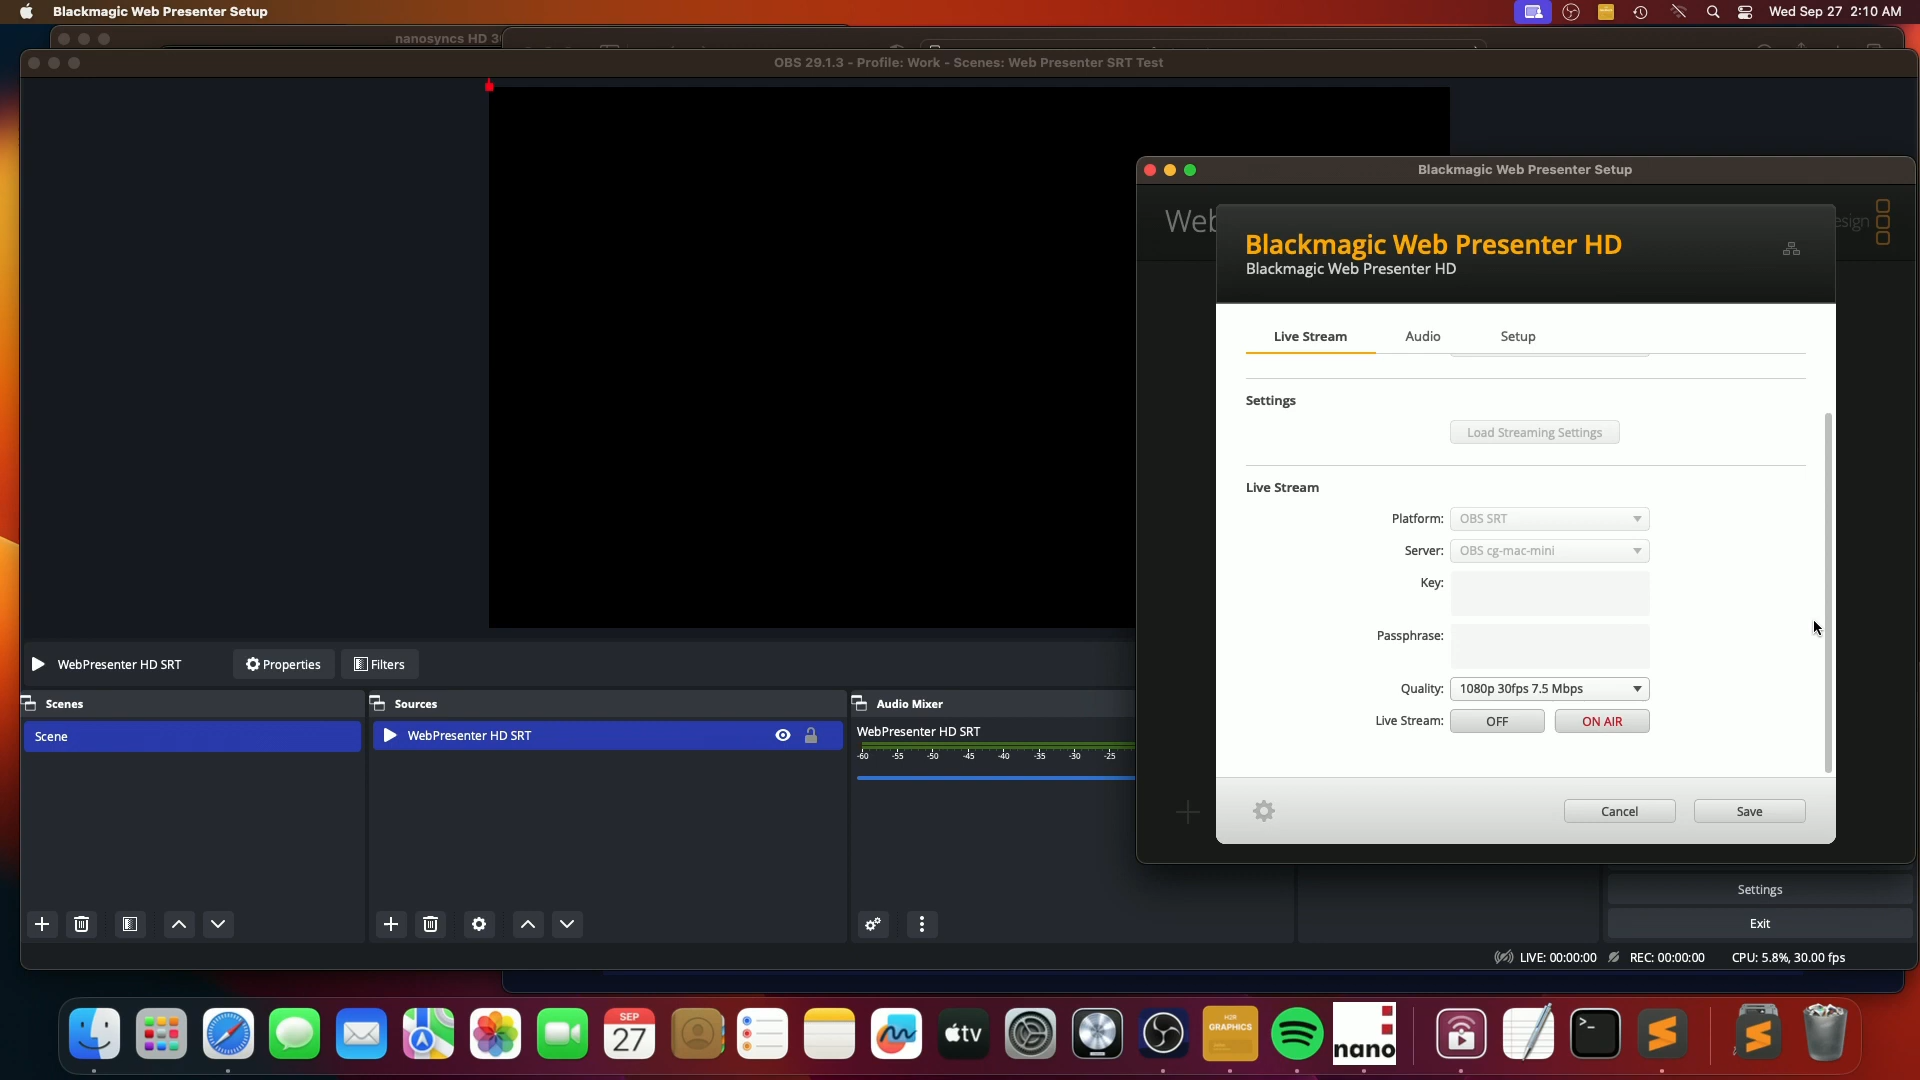 Blackmagic Web Presenter Setup
Wed Sep 27 2:10 AM
nanosyncs HD
OBS 29.1.3 - Profile: Work - Scenes: Web Presenter SRT Test
Blackmagic Web Presenter Setup
Web
esign
Blackmagic Web Presenter HD
Blackmagic Web Presenter HD
Live Stream Audio Setup
Settings
Load Streaming Settings
Live Stream
Platform: OBS SRT
Server: OBS cg-mac-mini
Key:
Passphrase:
Quality: 1080p 30fps 7.5 Mbps
Live Stream: OFF ON AIR
Cancel Save
WebPresenter HD SRT Properties Filters
Scenes Sources Audio Mixer
Scene WebPresenter HD SRT WebPresenter HD SRT
-60 -55 -50 -45 -40 -35 -30 -25
Settings
Exit
LIVE: 00:00:00 REC: 00:00:00 CPU: 5.8%, 30.00 fps
SEP
27
tv
H2R
GRAPHICS
nano